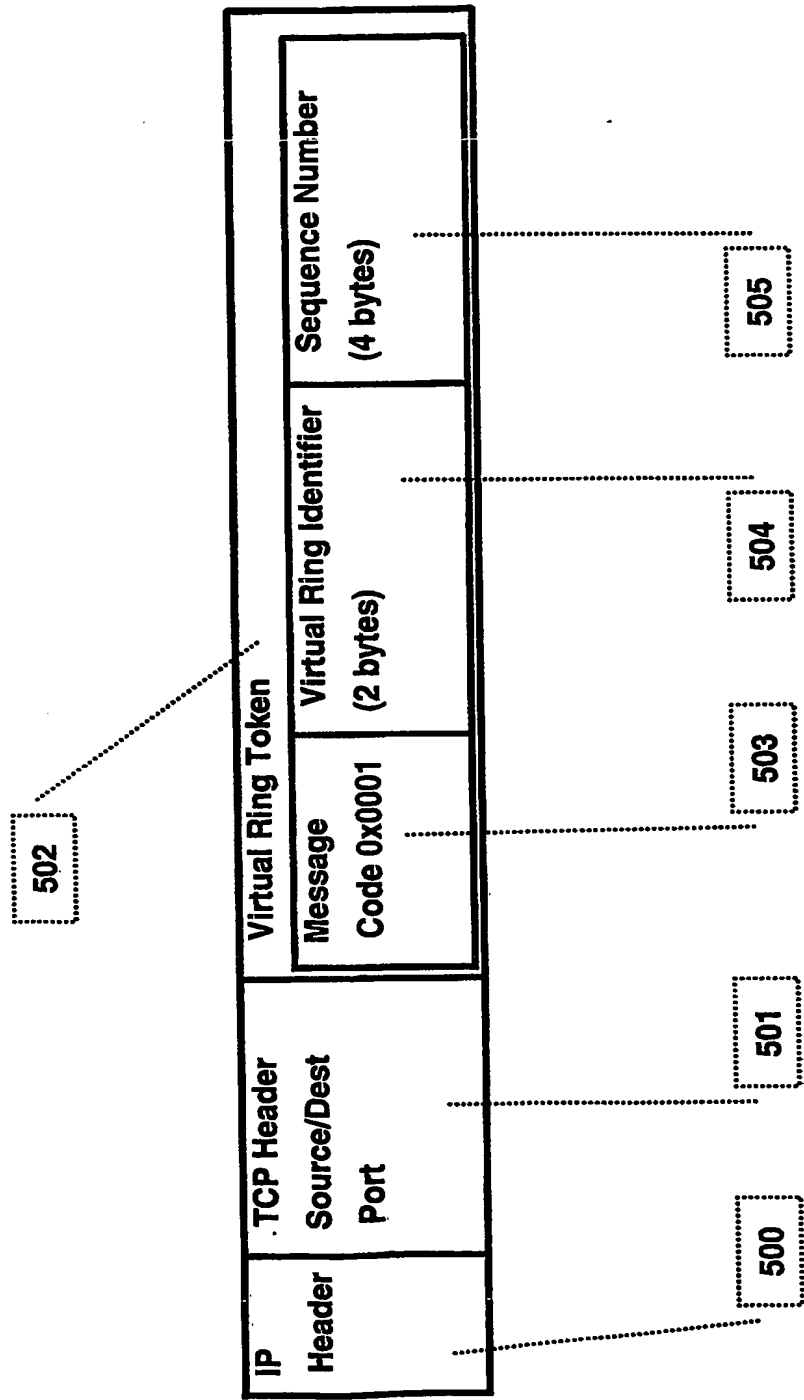 502
IP
Header
TCP Header
Source/Dest
Port
Virtual Ring Token
Message
Code 0x0001
Virtual Ring Identifier
(2 bytes)
Sequence Number
(4 bytes)
500
501
503
504
505